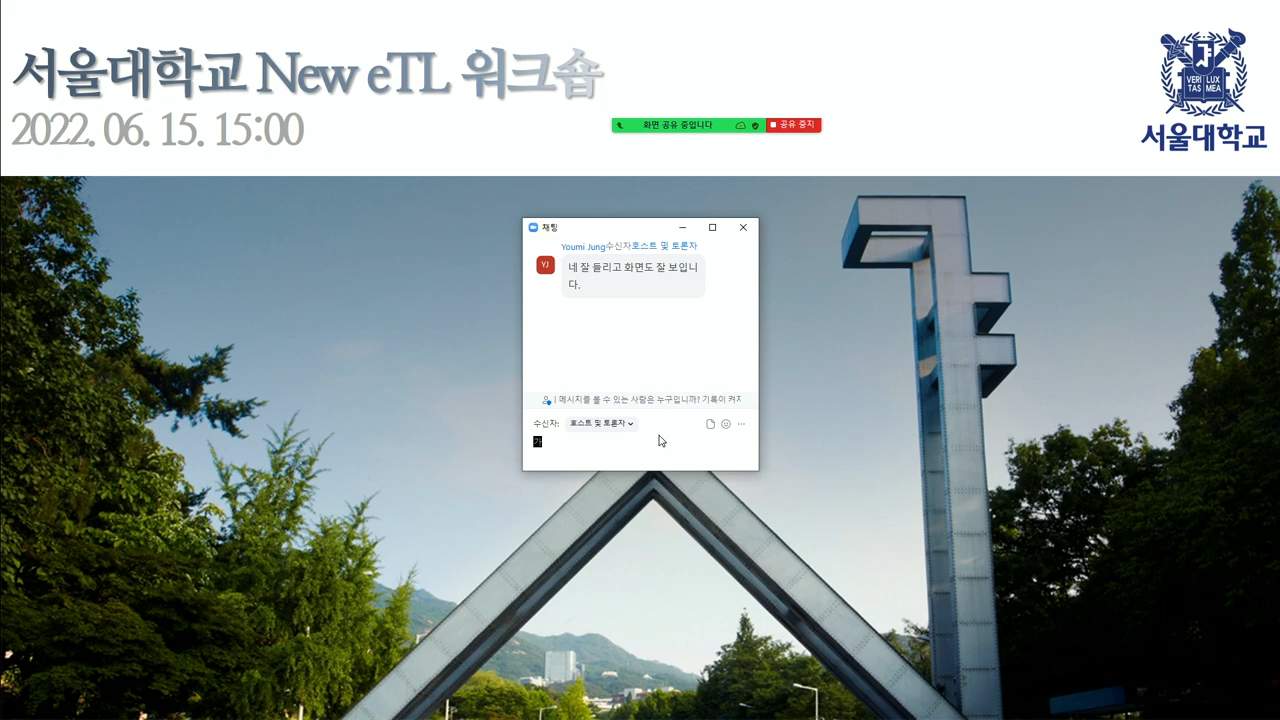 서울대학교 New eTL 워크숍
2022. 06. 15. 15:00
화면 공유 중입니다
공유 중지
VERI LUX
TAS MEA
서울대학교
채팅
Youmi Jung수신자호스트 및 토론자
YJ
네 잘 들리고 화면도 잘 보입니
다.
메시지를 볼 수 있는 사람은 누구입니까? 기록이 켜지
수신자: 호스트 및 토론자